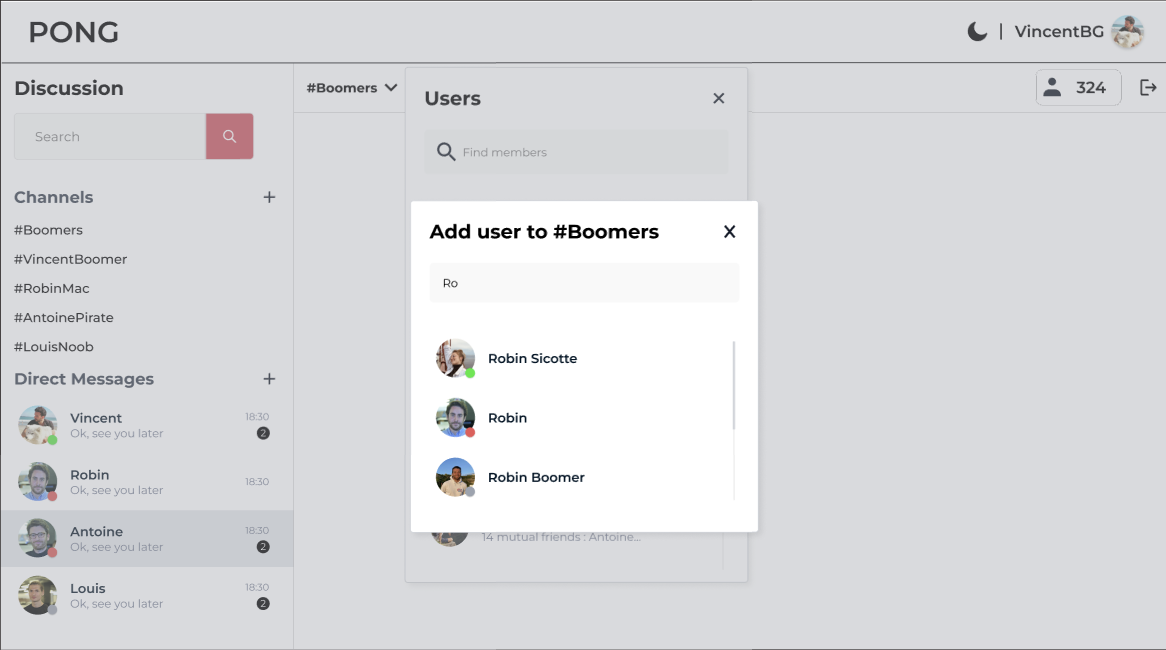 PONG
| VincentBG
Discussion
Search
Channels +
#Boomers
#VincentBoomer
#RobinMac
#AntoinePirate
#LouisNoob
Direct Messages +
Vincent 18:30
Ok, see you later 2
Robin 18:30
Ok, see you later
Antoine 18:30
Ok, see you later 2
Louis 18:30
Ok, see you later 2
#Boomers
324
Users
Find members
Add user to #Boomers X
Ro
Robin Sicotte
Robin
Robin Boomer
14 mutual friends : Antoine...